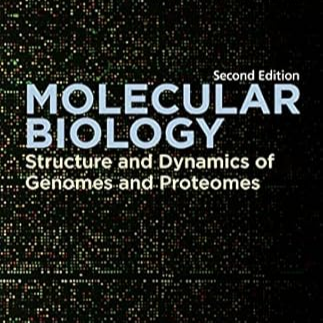 Second Edition
MOLECULAR
BIOLOGY
Structure and Dynamics of
Genomes and Proteomes